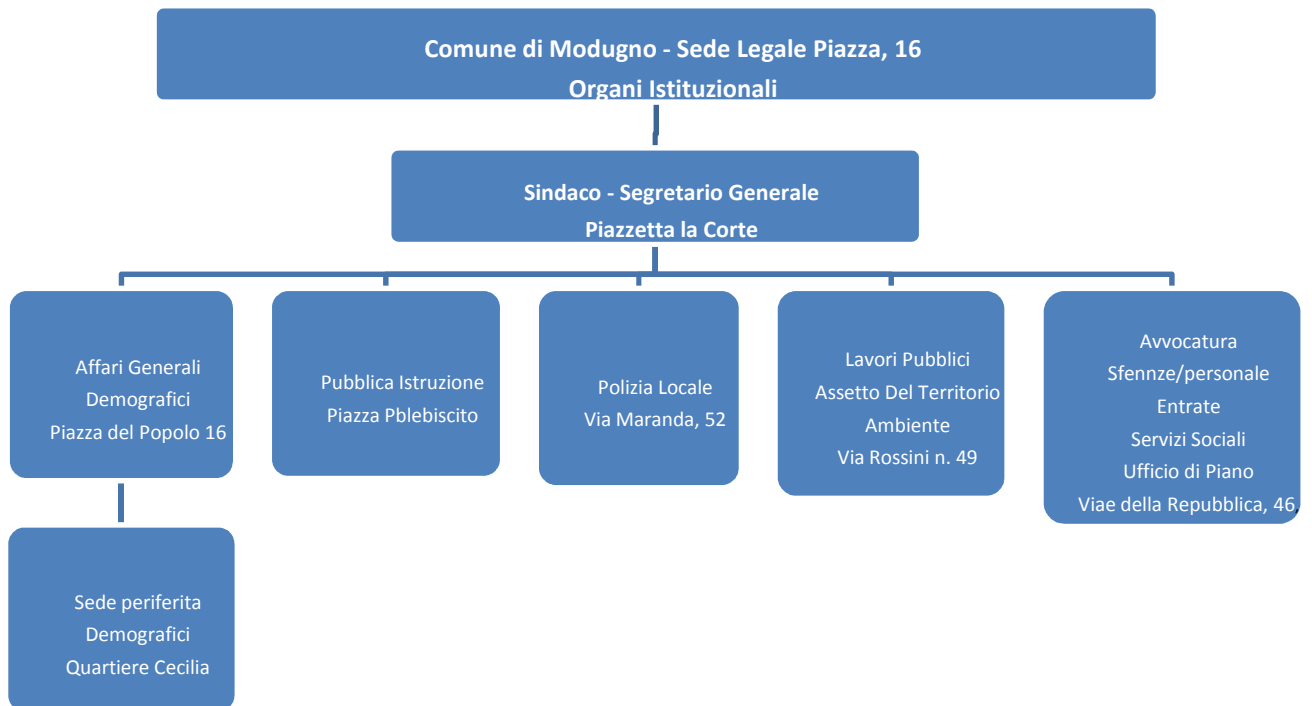 Comune di Modugno - Sede Legale Piazza, 16
Organi Istituzionali
Sindaco - Segretario Generale
Piazzetta la Corte
Affari Generali
Demografici
Piazza del Popolo 16
Pubblica Istruzione
Piazza Pblebiscito
Polizia Locale
Via Maranda, 52
Lavori Pubblici
Assetto Del Territorio
Ambiente
Via Rossini n. 49
Avvocatura
Sfennze/personale
Entrate
Servizi Sociali
Ufficio di Piano
Viae della Repubblica, 46,
Sede periferita
Demografici
Quartiere Cecilia